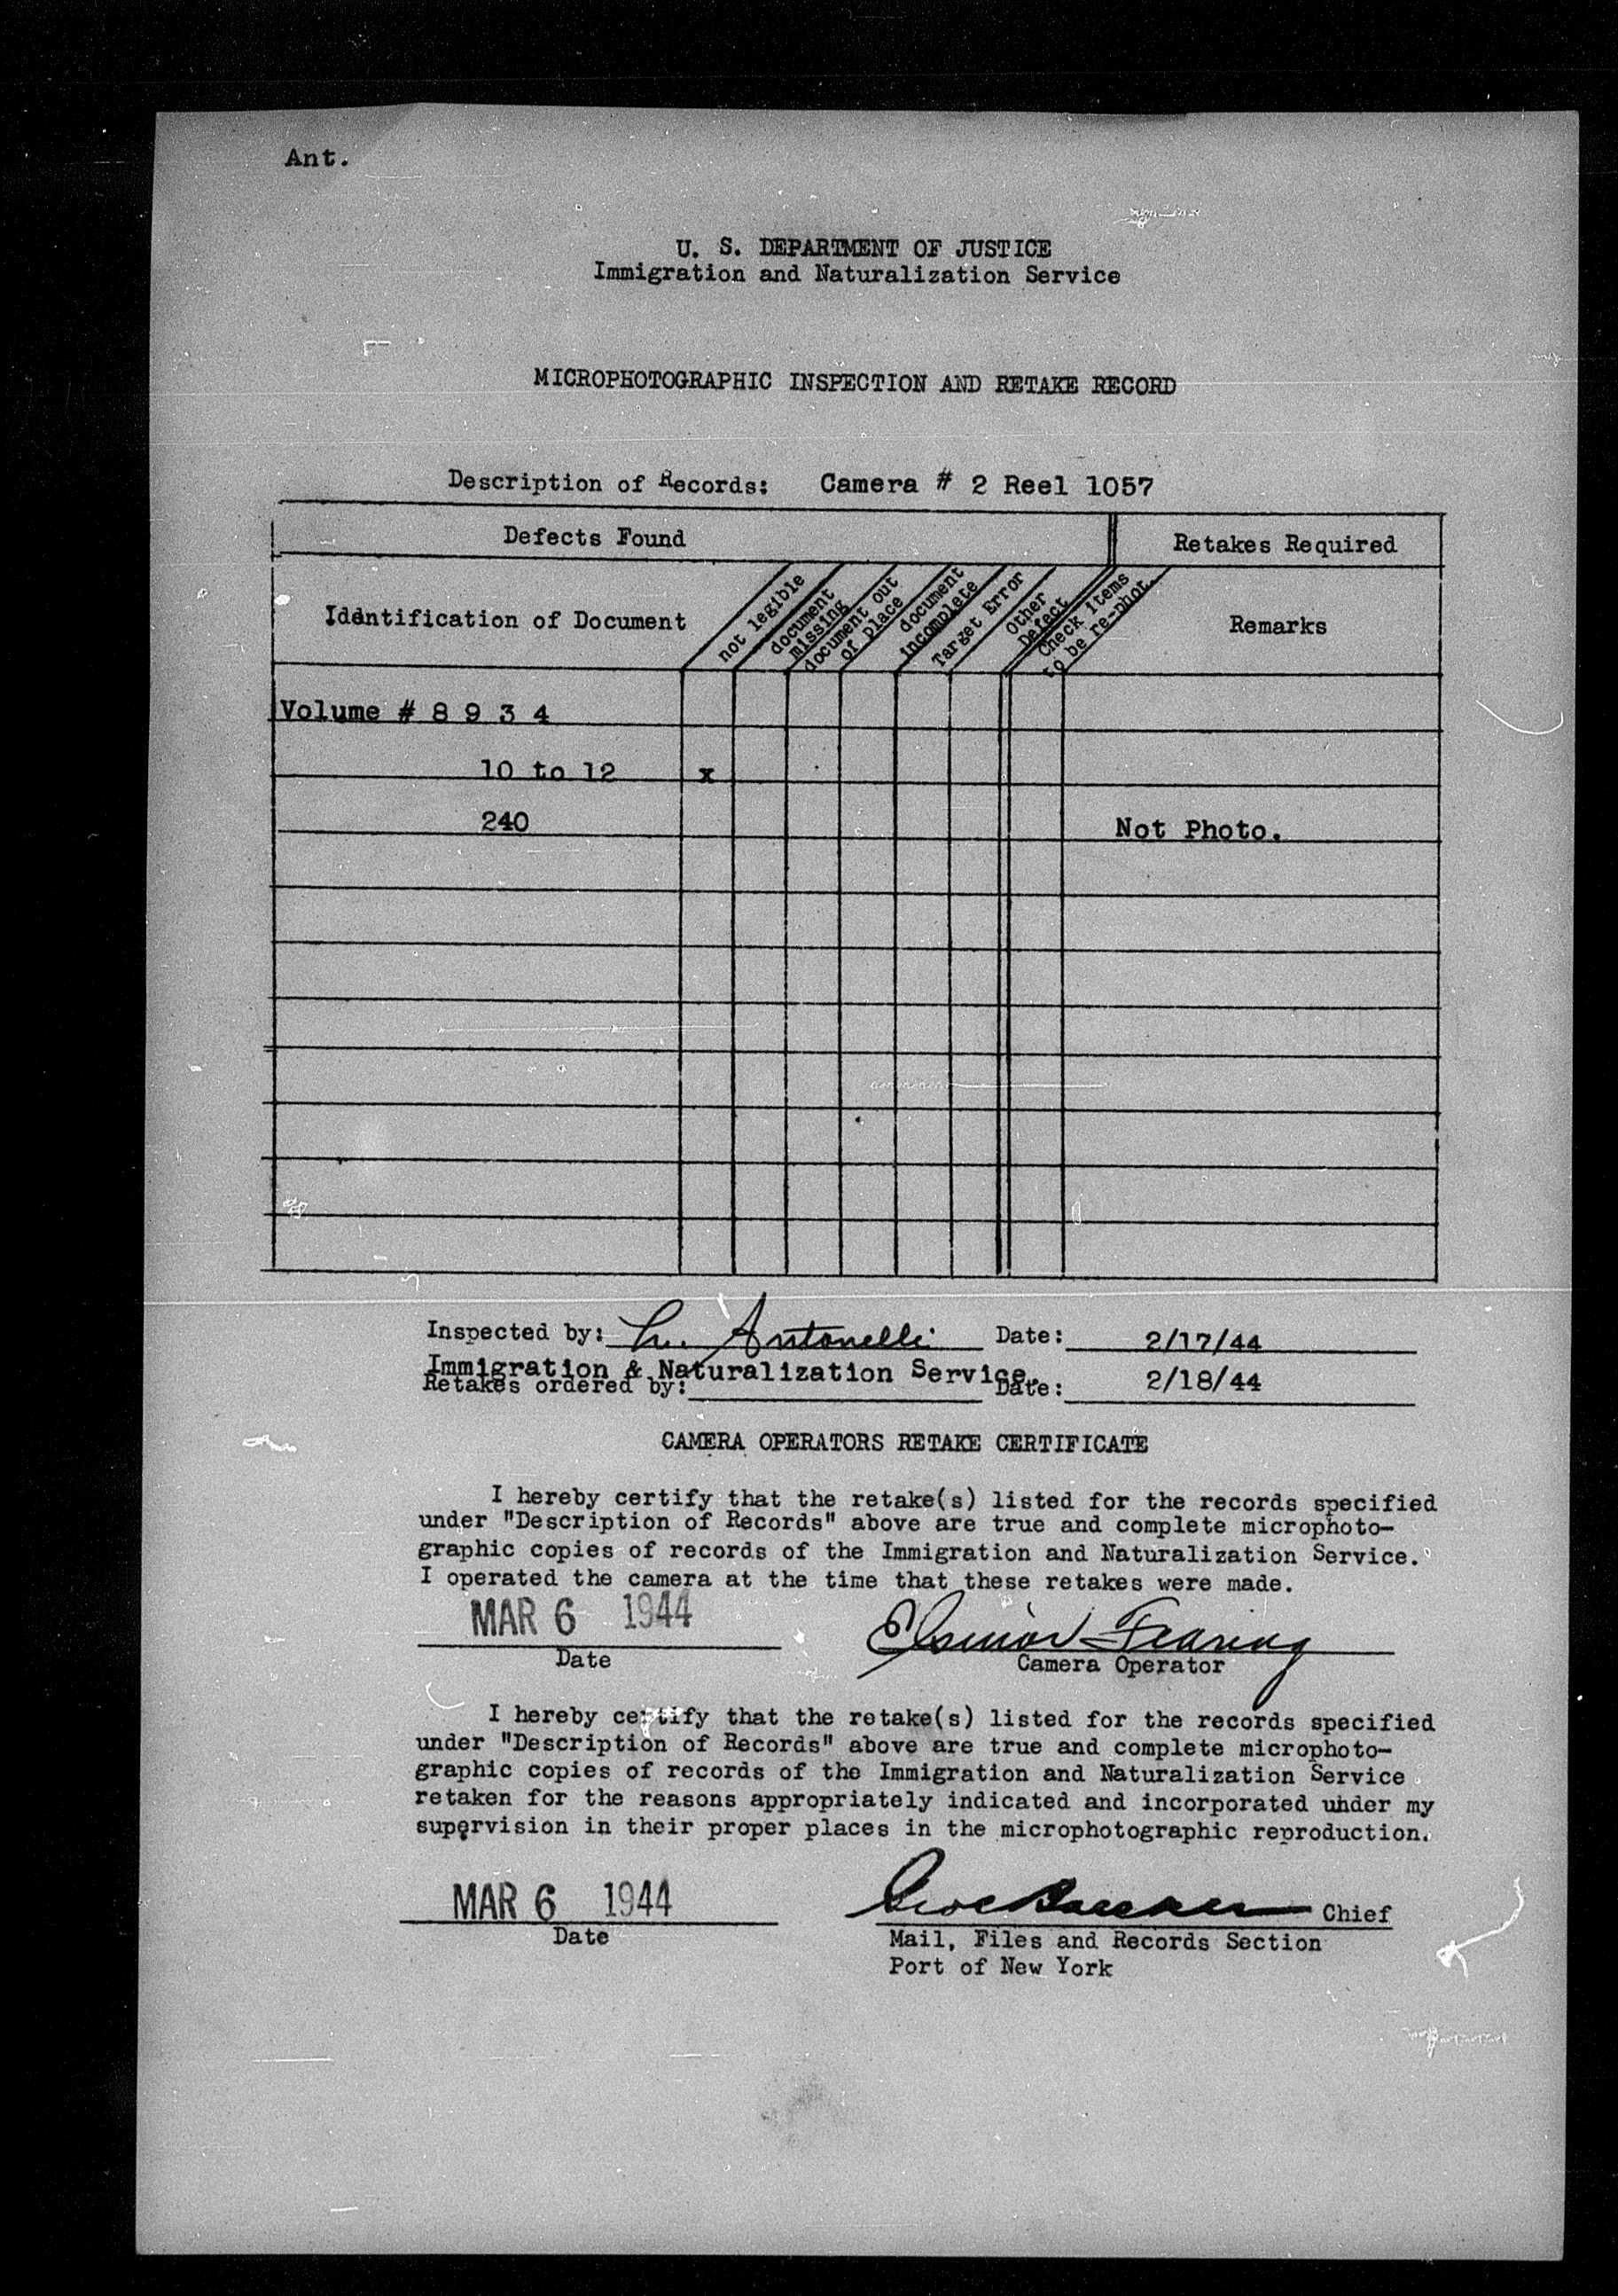 Ant.
U. S. DEPARTMENT OF JUSTICE
Immigration and Naturalization Service
MICROPHOTOGRAPHIC INSPECTION AND RETAKE RECORD
Description of Records: Camera # 2 Reel 1057
Defects Found
Retakes Required
Identification of Document
not legible
document
missing
document out
of place
document
incomplete
Target Error
Other
Defect
Check items
to be re-phot.
Remarks
Volume # 8 9 3 4
10 to 12 x
240 Not Photo.
Inspected by: Antonelli Date: 2/17/44
Immigration & Naturalization Service.
Retakes ordered by: Date: 2/18/44
CAMERA OPERATORS RETAKE CERTIFICATE
I hereby certify that the retake(s) listed for the records specified
under "Description of Records" above are true and complete microphoto-
graphic copies of records of the Immigration and Naturalization Service.
I operated the camera at the time that these retakes were made.
MAR 6 1944
Date
Camera Operator
I hereby certify that the retake(s) listed for the records specified
under "Description of Records" above are true and complete microphoto-
graphic copies of records of the Immigration and Naturalization Service
retaken for the reasons appropriately indicated and incorporated under my
supervision in their proper places in the microphotographic reproduction.
MAR 6 1944
Date
Chief
Mail, Files and Records Section
Port of New York